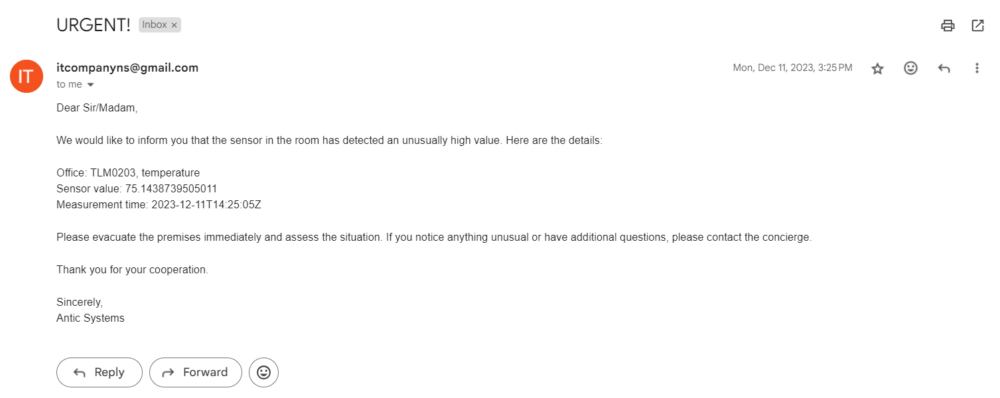 URGENT! Inbox ×
IT
itcompanyns@gmail.com Mon, Dec 11, 2023, 3:25 PM
to me
Dear Sir/Madam,
We would like to inform you that the sensor in the room has detected an unusually high value. Here are the details:
Office: TLM0203, temperature
Sensor value: 75.1438739505011
Measurement time: 2023-12-11T14:25:05Z
Please evacuate the premises immediately and assess the situation. If you notice anything unusual or have additional questions, please contact the concierge.
Thank you for your cooperation.
Sincerely,
Antic Systems
Reply Forward